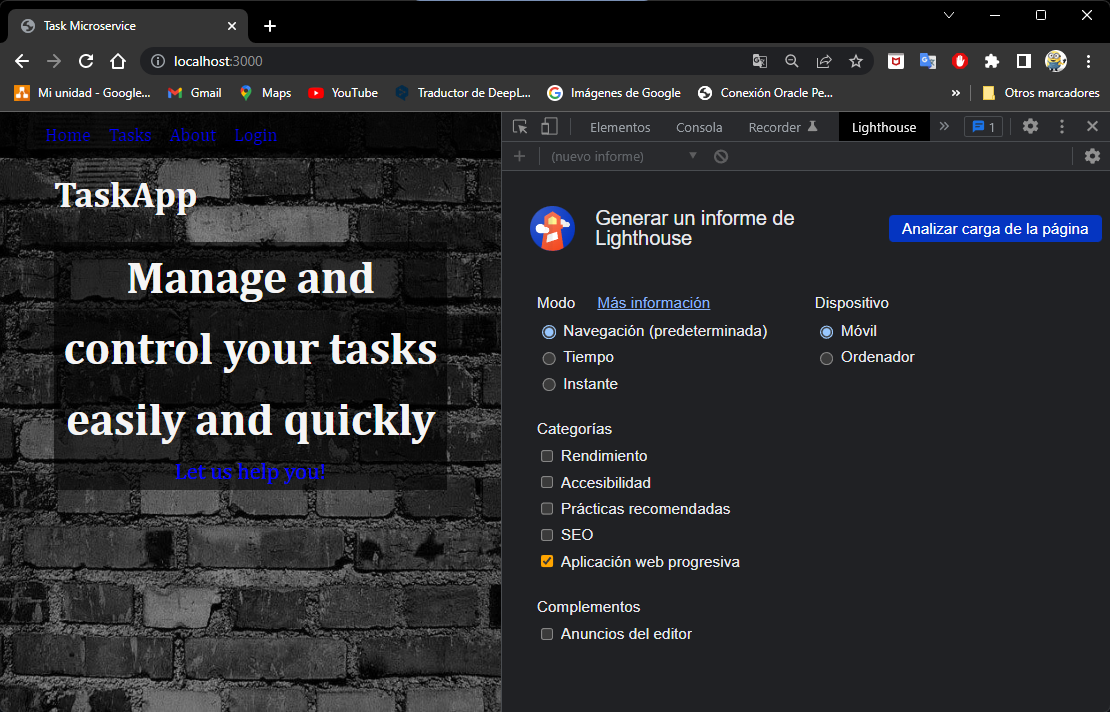 Task Microservice
localhost:3000
Mi unidad - Google... Gmail Maps YouTube Traductor de DeepL... Imágenes de Google Conexión Oracle Pe... » Otros marcadores
Home Tasks About Login
TaskApp
Manage and
control your tasks
easily and quickly
Let us help you!
Elementos Consola Recorder Lighthouse » 1
(nuevo informe)
Generar un informe de
Lighthouse
Analizar carga de la página
Modo Más información
Navegación (predeterminada)
Tiempo
Instante
Dispositivo
Móvil
Ordenador
Categorías
Rendimiento
Accesibilidad
Prácticas recomendadas
SEO
Aplicación web progresiva
Complementos
Anuncios del editor